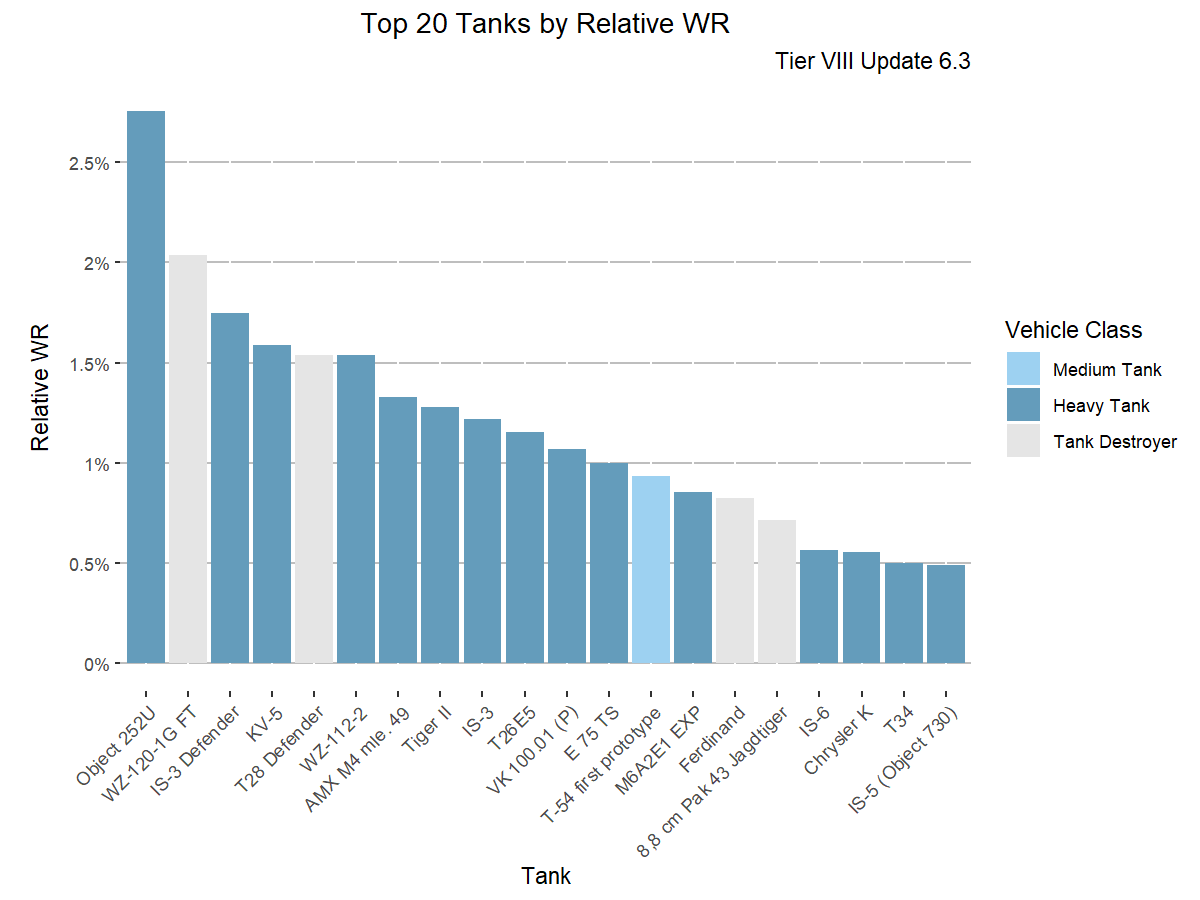 Top 20 Tanks by Relative WR
Tier VIII Update 6.3
Relative WR
2.5%
2%
1.5%
1%
0.5%
0%
Object 252U
WZ-120-1G FT
IS-3 Defender
KV-5
T28 Defender
WZ-112-2
AMX M4 mle. 49
Tiger II
IS-3
T26E5
VK 100.01 (P)
E 75 TS
T-54 first prototype
M6A2E1 EXP
Ferdinand
8,8 cm Pak 43 Jagdtiger
IS-6
Chrysler K
T34
IS-5 (Object 730)
Tank
Vehicle Class
Medium Tank
Heavy Tank
Tank Destroyer